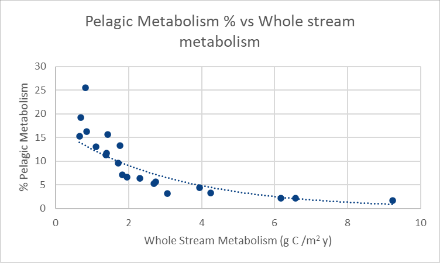 Pelagic Metabolism % vs Whole stream
metabolism
% Pelagic Metabolism
30
25
20
15
10
5
0
0 2 4 6 8 10
Whole Stream Metabolism (g C /m² y)